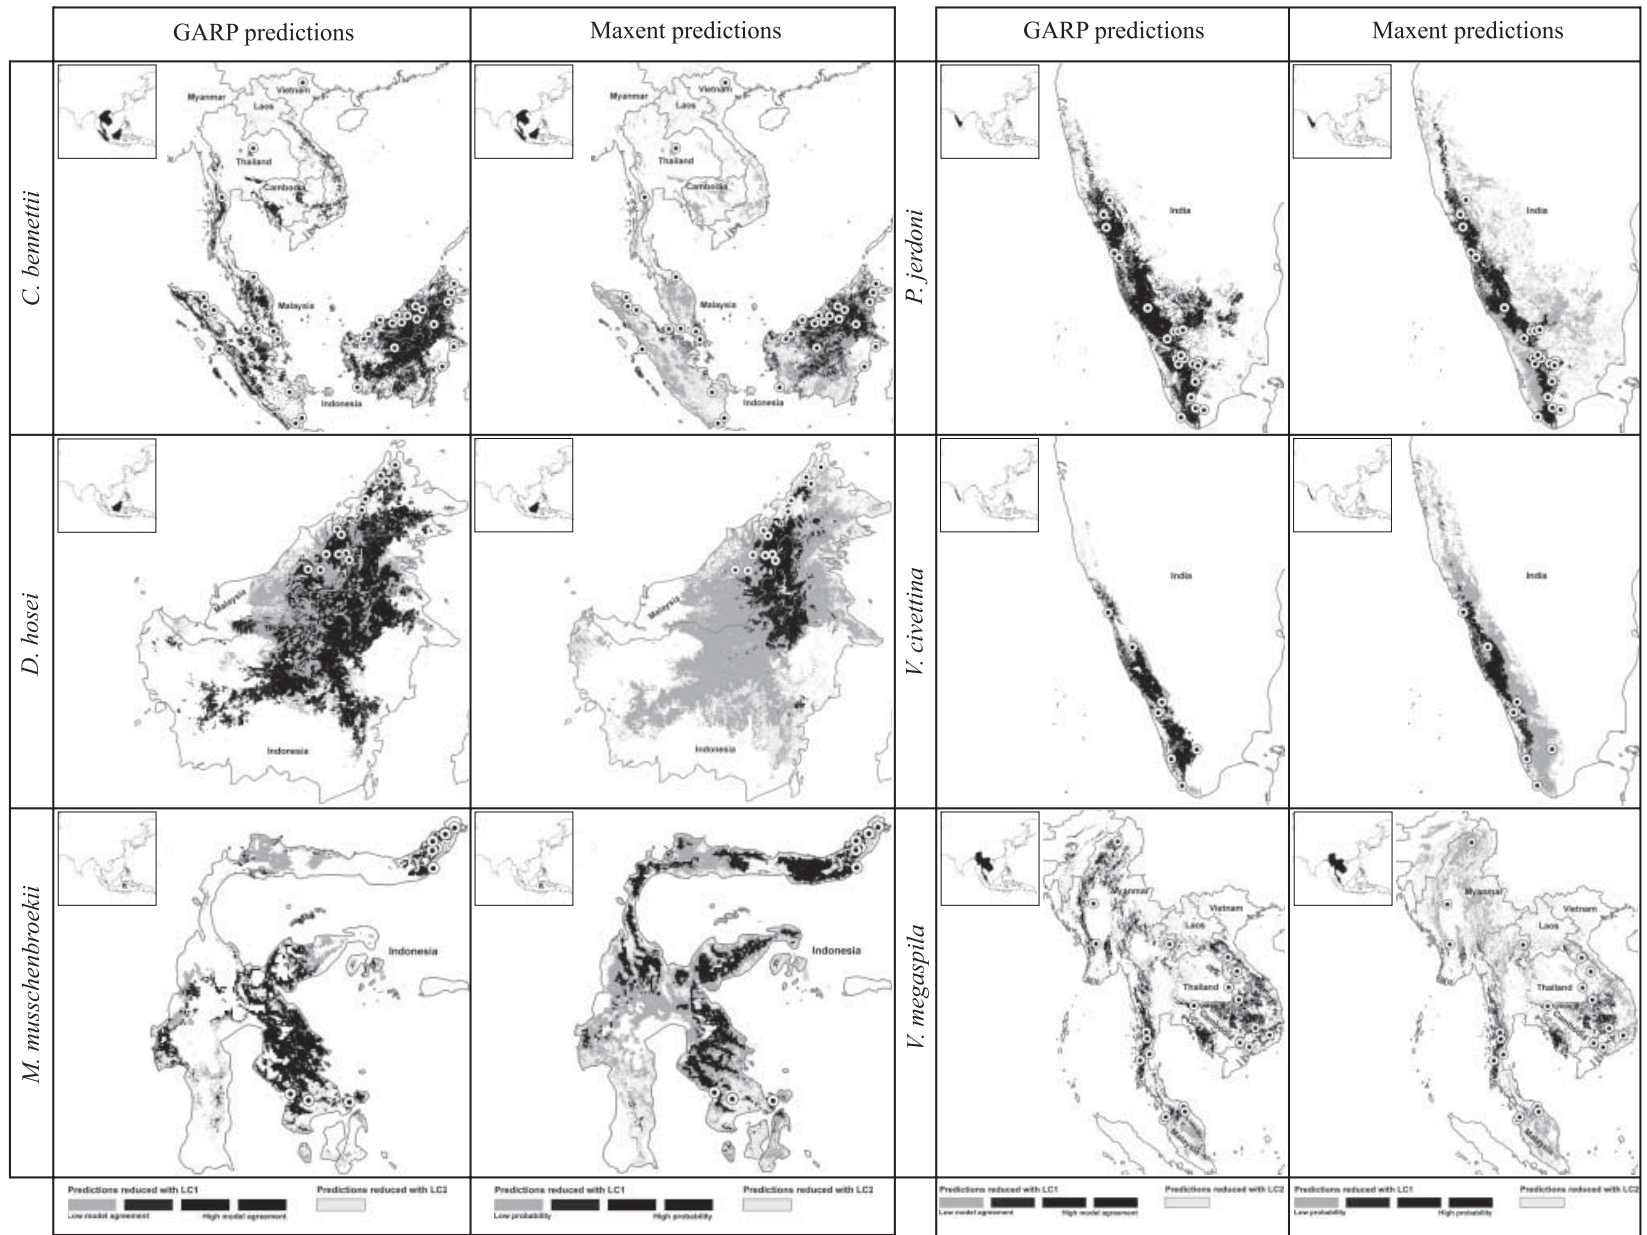 GARP predictions
Maxent predictions
GARP predictions
Maxent predictions
C. bennettii
Myanmar
Vietnam
Laos
Thailand
Cambodia
Malaysia
Indonesia
Myanmar
Vietnam
Laos
Thailand
Cambodia
Malaysia
Indonesia
P. jerdoni
India
India
D. hosei
Malaysia
Indonesia
Malaysia
Indonesia
V. civettina
India
India
M. musschenbroekii
Indonesia
Indonesia
V. megaspila
Myanmar
Vietnam
Laos
Thailand
Cambodia
Malaysia
Myanmar
Vietnam
Laos
Thailand
Cambodia
Malaysia
Predictions reduced with LC1
Predictions reduced with LC2
Low model agreement
High model agreement
Predictions reduced with LC1
Predictions reduced with LC2
Low probability
High probability
Predictions reduced with LC1
Predictions reduced with LC2
Low model agreement
High model agreement
Predictions reduced with LC1
Predictions reduced with LC2
Low probability
High probability